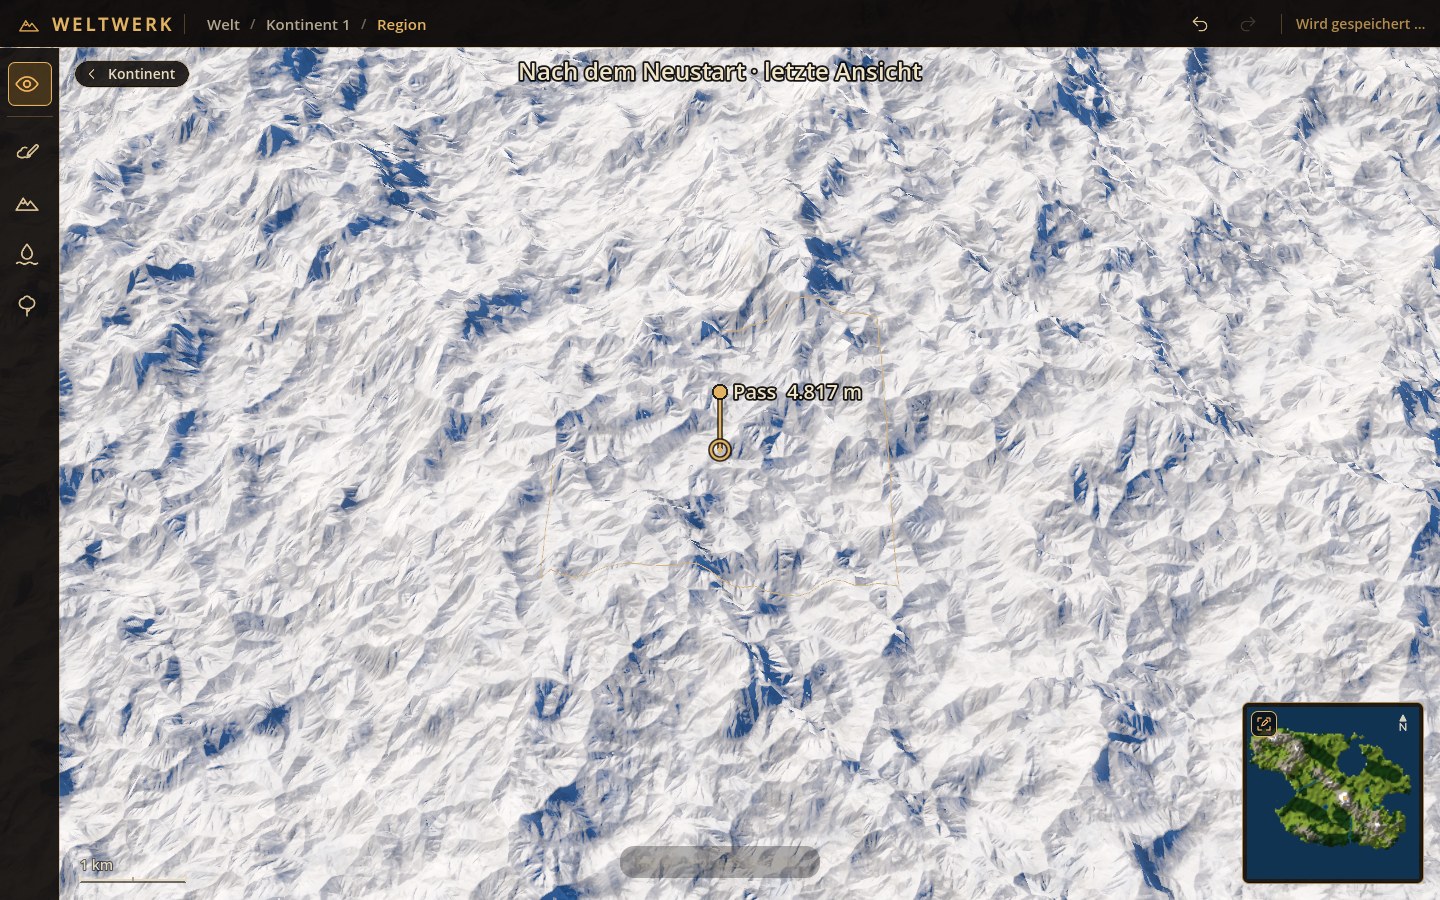 WELTWERK
Welt / Kontinent 1 / Region
Wird gespeichert ...
Kontinent
Nach dem Neustart · letzte Ansicht
Pass 4.817 m
N
1 km